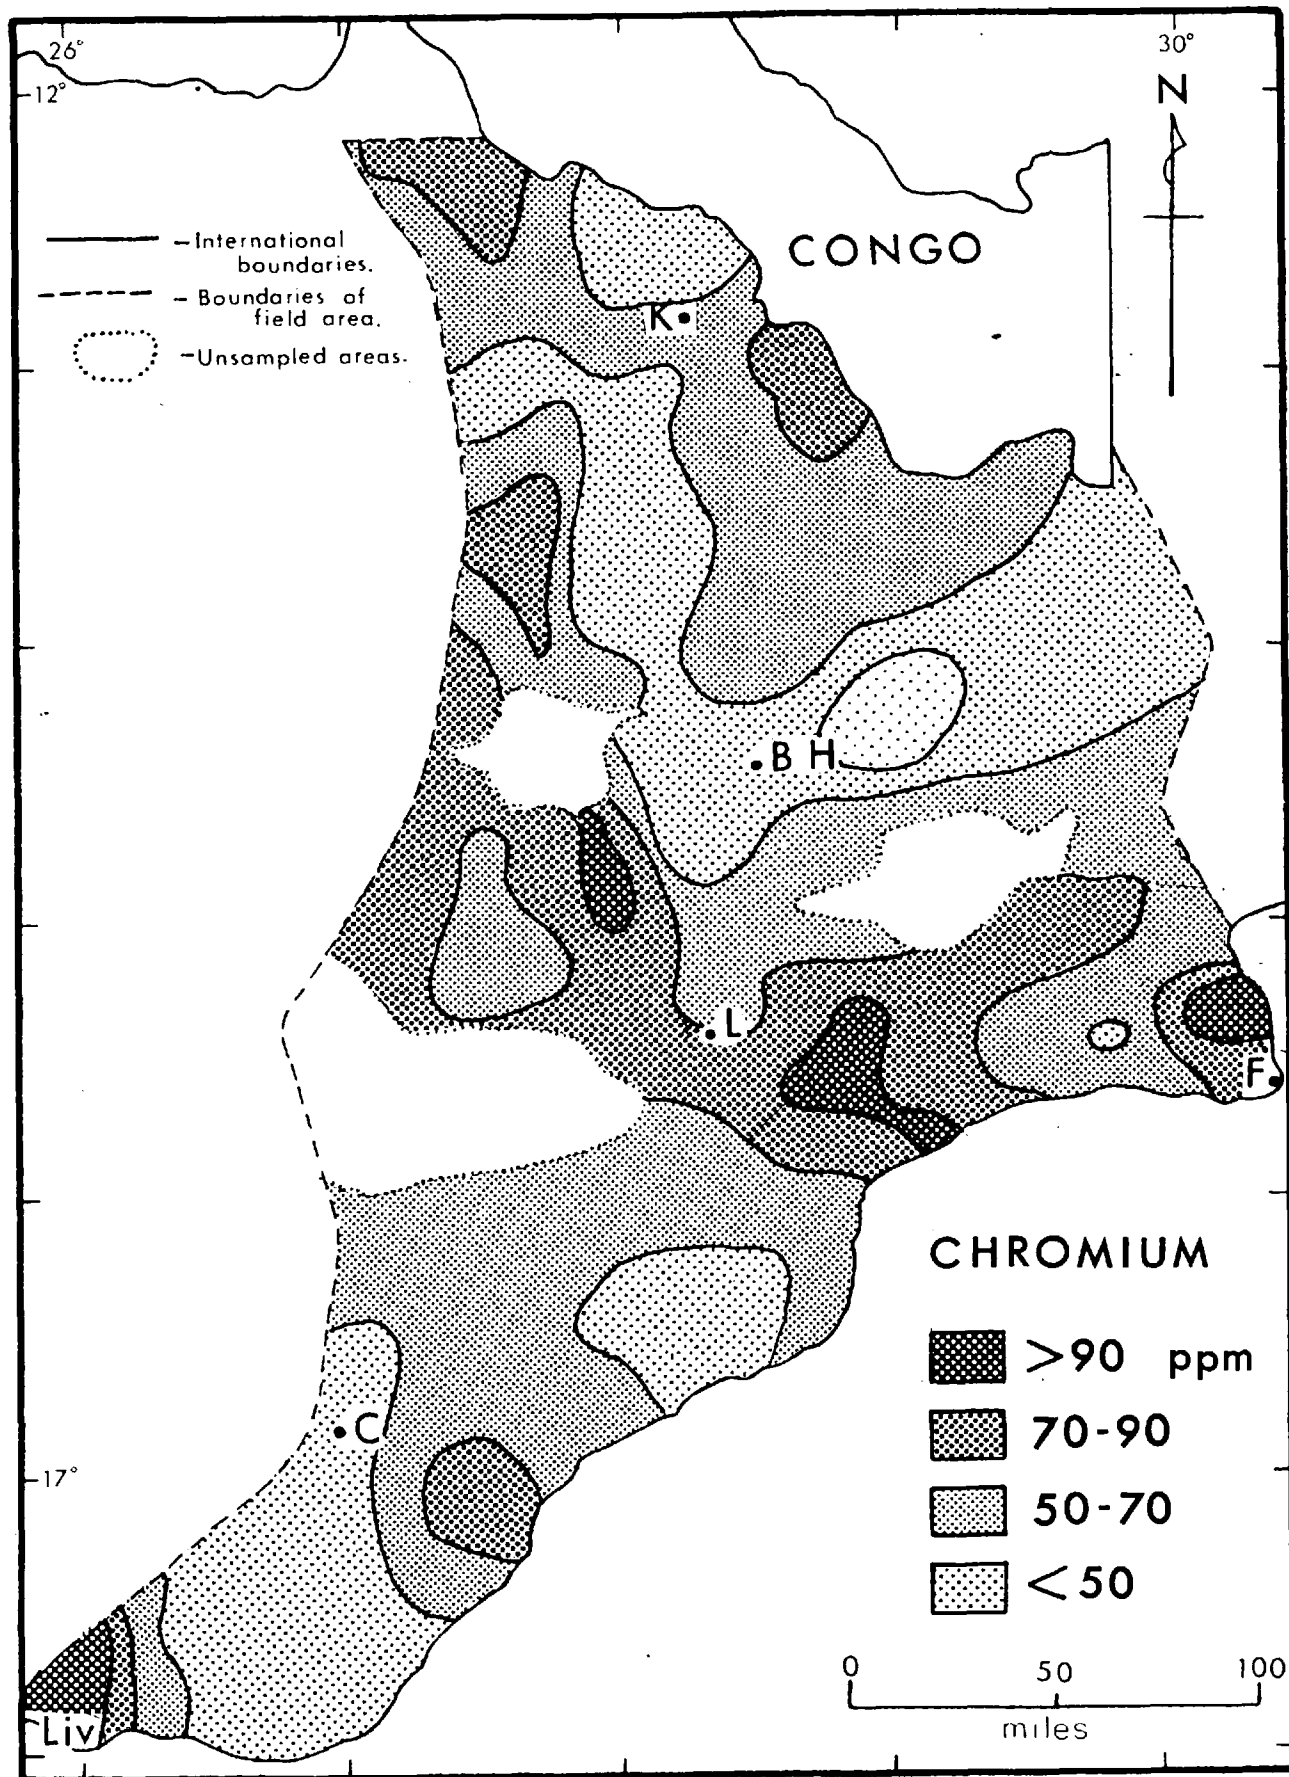 26°
30°
12°
N
– International
boundaries.
– Boundaries of
field area.
– Unsampled areas.
CONGO
K
B H
L
F
C
17°
Liv
CHROMIUM
>90 ppm
70-90
50-70
<50
0 50 100
miles